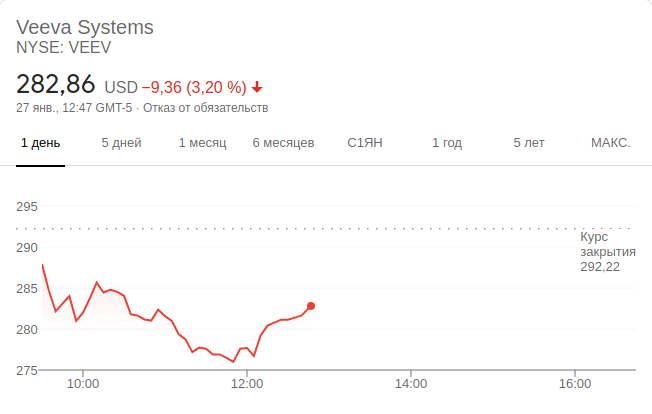 Veeva Systems
NYSE: VEEV
282,86 USD −9,36 (3,20 %)
27 янв., 12:47 GMT-5 · Отказ от обязательств
1 день 5 дней 1 месяц 6 месяцев С1ЯН 1 год 5 лет МАКС.
295
290
285
280
275
Курс
закрытия
292,22
10:00 12:00 14:00 16:00